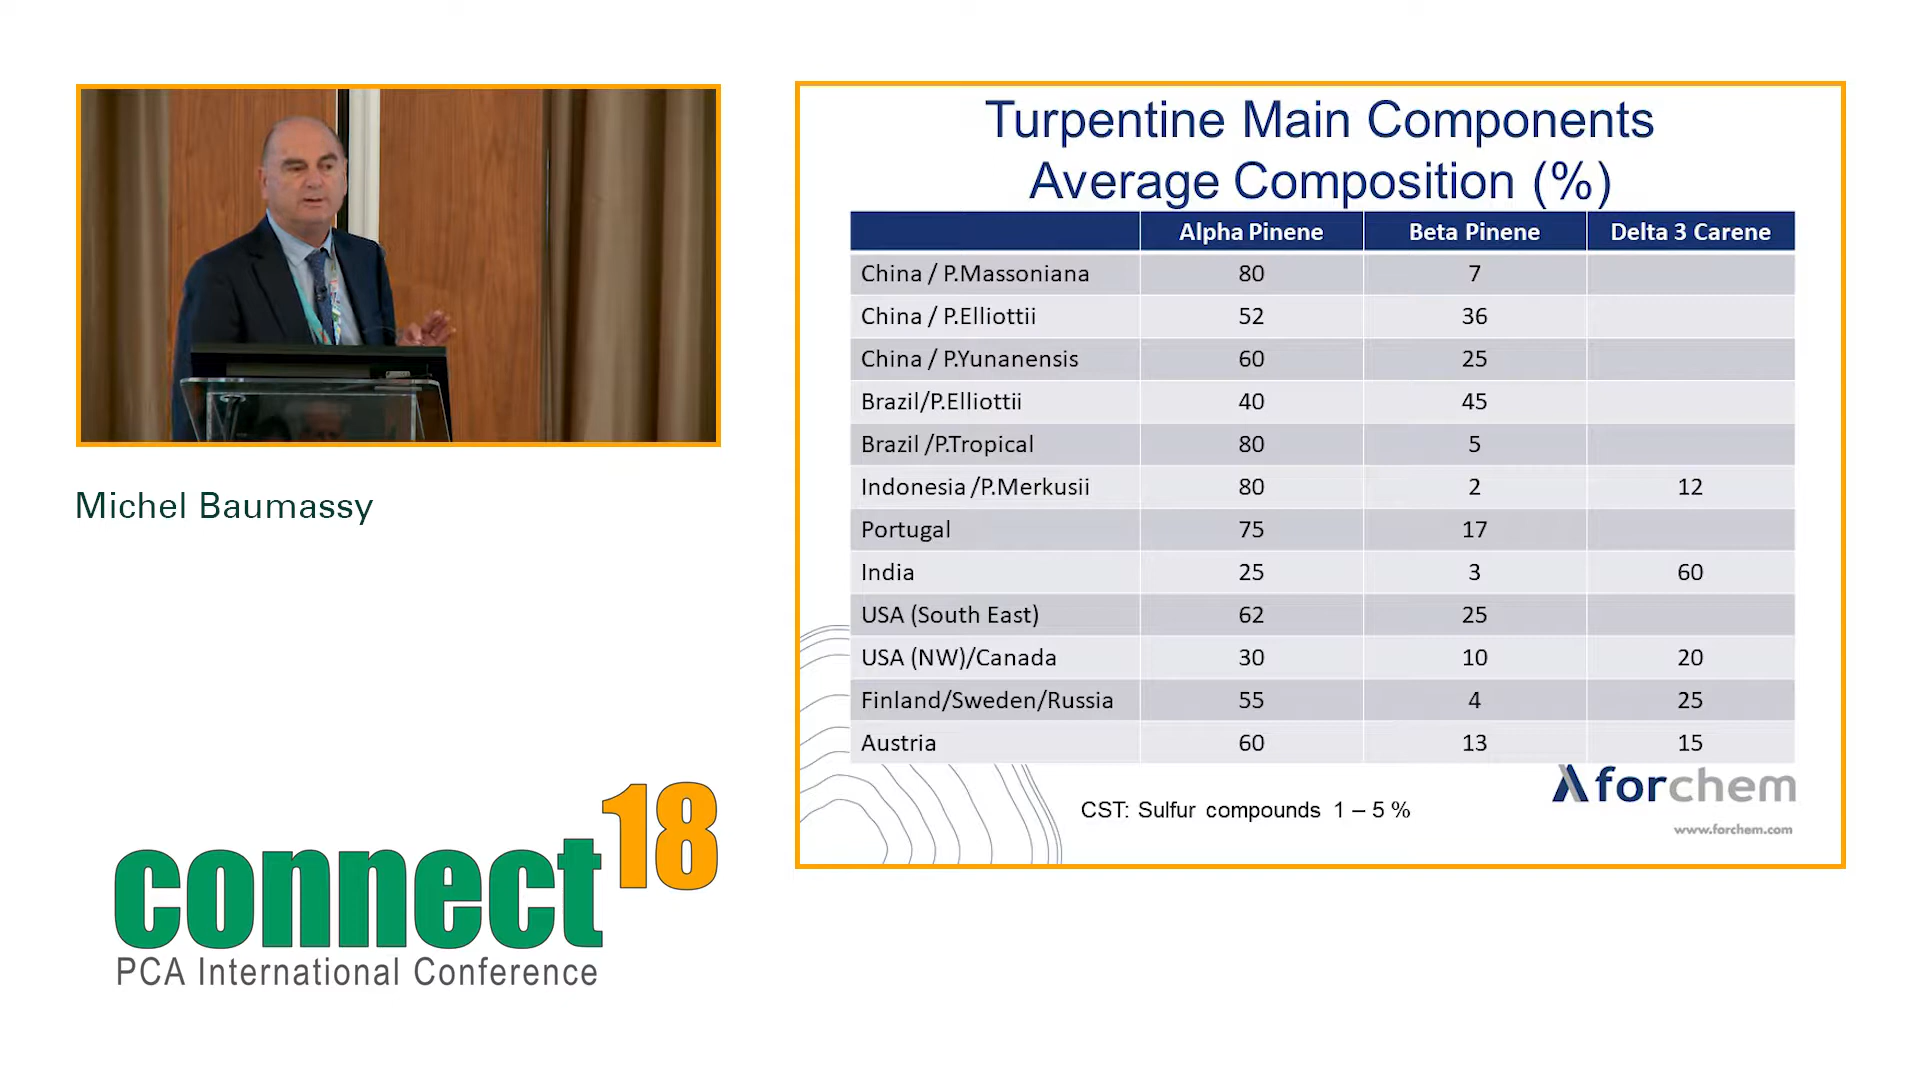 Michel Baumassy
connect18
PCA International Conference
Turpentine Main Components
Average Composition (%)
Alpha Pinene Beta Pinene Delta 3 Carene
China / P.Massoniana 80 7
China / P.Elliottii 52 36
China / P.Yunanensis 60 25
Brazil/P.Elliottii 40 45
Brazil /P.Tropical 80 5
Indonesia /P.Merkusii 80 2 12
Portugal 75 17
India 25 3 60
USA (South East) 62 25
USA (NW)/Canada 30 10 20
Finland/Sweden/Russia 55 4 25
Austria 60 13 15
CST: Sulfur compounds 1 – 5 %
forchem
www.forchem.com